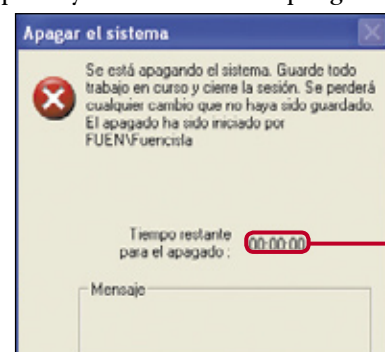 Apagar el sistema
Se está apagando el sistema. Guarde todo
trabajo en curso y cierre la sesión. Se perderá
cualquier cambio que no haya sido guardado.
El apagado ha sido iniciado por
FUEN\Fuencisla
Tiempo restante
para el apagado :
00:00:00
Mensaje